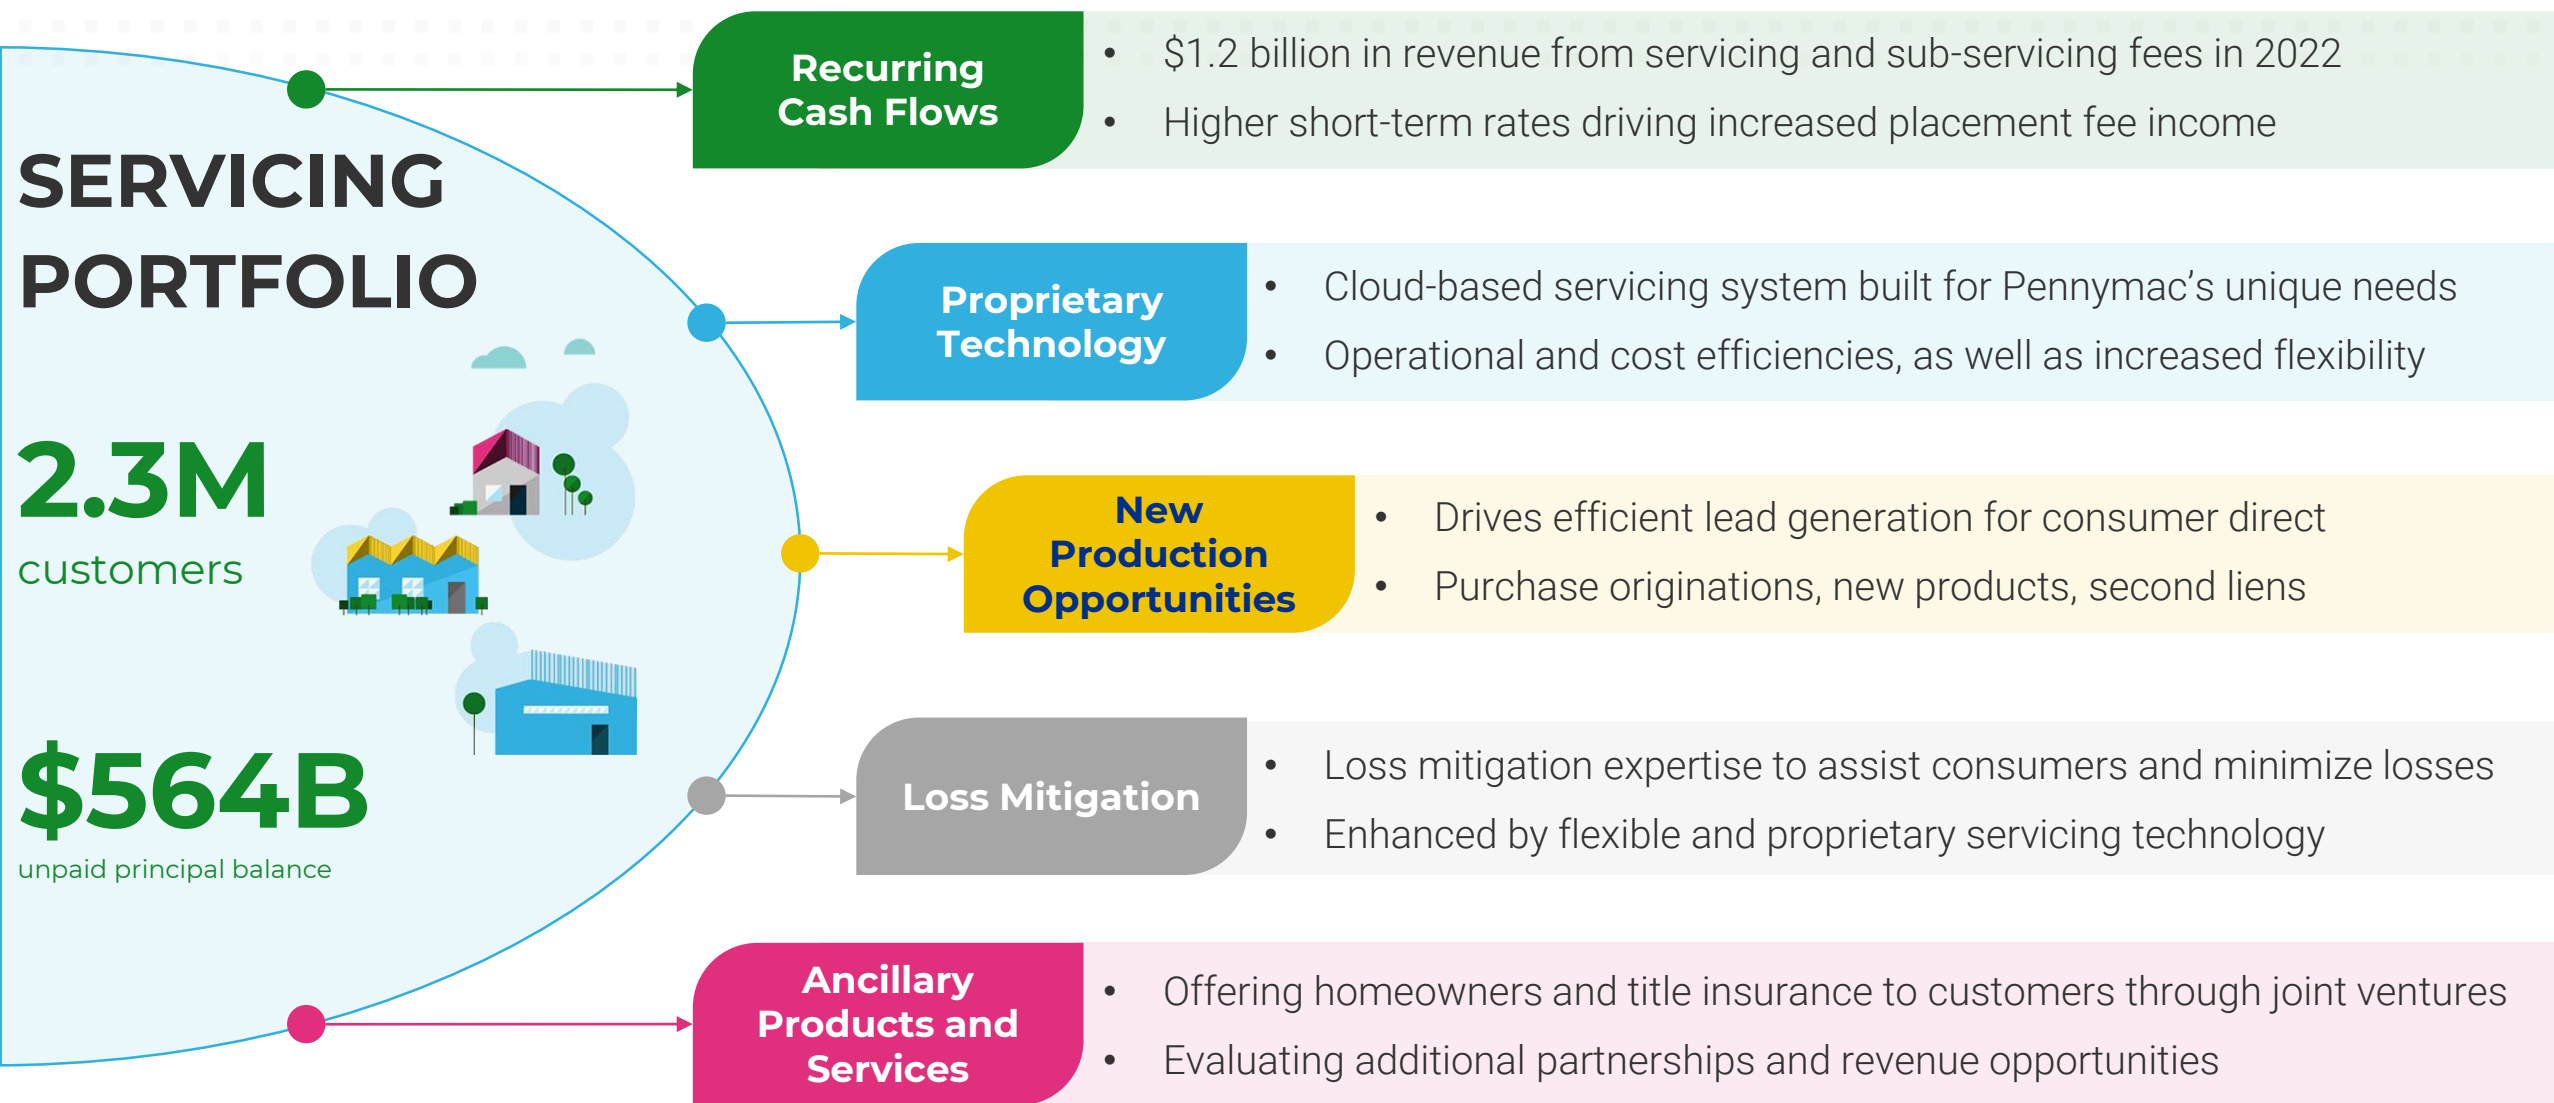 SERVICING
PORTFOLIO
2.3M
customers
$564B
unpaid principal balance
Recurring
Cash Flows
• $1.2 billion in revenue from servicing and sub-servicing fees in 2022
• Higher short-term rates driving increased placement fee income
Proprietary
Technology
• Cloud-based servicing system built for Pennymac’s unique needs
• Operational and cost efficiencies, as well as increased flexibility
New
Production
Opportunities
• Drives efficient lead generation for consumer direct
• Purchase originations, new products, second liens
Loss Mitigation
• Loss mitigation expertise to assist consumers and minimize losses
• Enhanced by flexible and proprietary servicing technology
Ancillary
Products and
Services
• Offering homeowners and title insurance to customers through joint ventures
• Evaluating additional partnerships and revenue opportunities